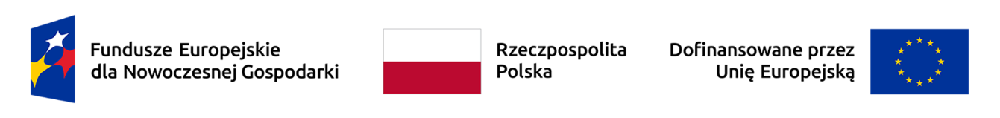 Fundusze Europejskie
dla Nowoczesnej Gospodarki
Rzeczpospolita
Polska
Dofinansowane przez
Unię Europejską